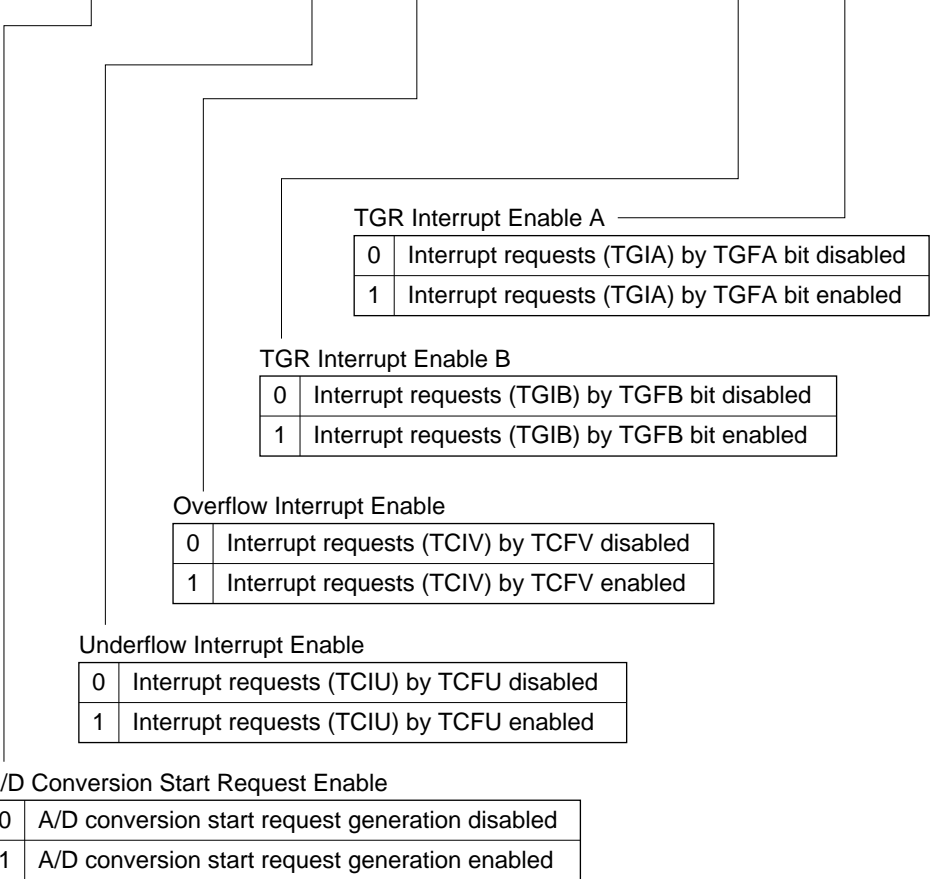 TGR Interrupt Enable A
0 Interrupt requests (TGIA) by TGFA bit disabled
1 Interrupt requests (TGIA) by TGFA bit enabled
TGR Interrupt Enable B
0 Interrupt requests (TGIB) by TGFB bit disabled
1 Interrupt requests (TGIB) by TGFB bit enabled
Overflow Interrupt Enable
0 Interrupt requests (TCIV) by TCFV disabled
1 Interrupt requests (TCIV) by TCFV enabled
Underflow Interrupt Enable
0 Interrupt requests (TCIU) by TCFU disabled
1 Interrupt requests (TCIU) by TCFU enabled
/D Conversion Start Request Enable
0 A/D conversion start request generation disabled
1 A/D conversion start request generation enabled